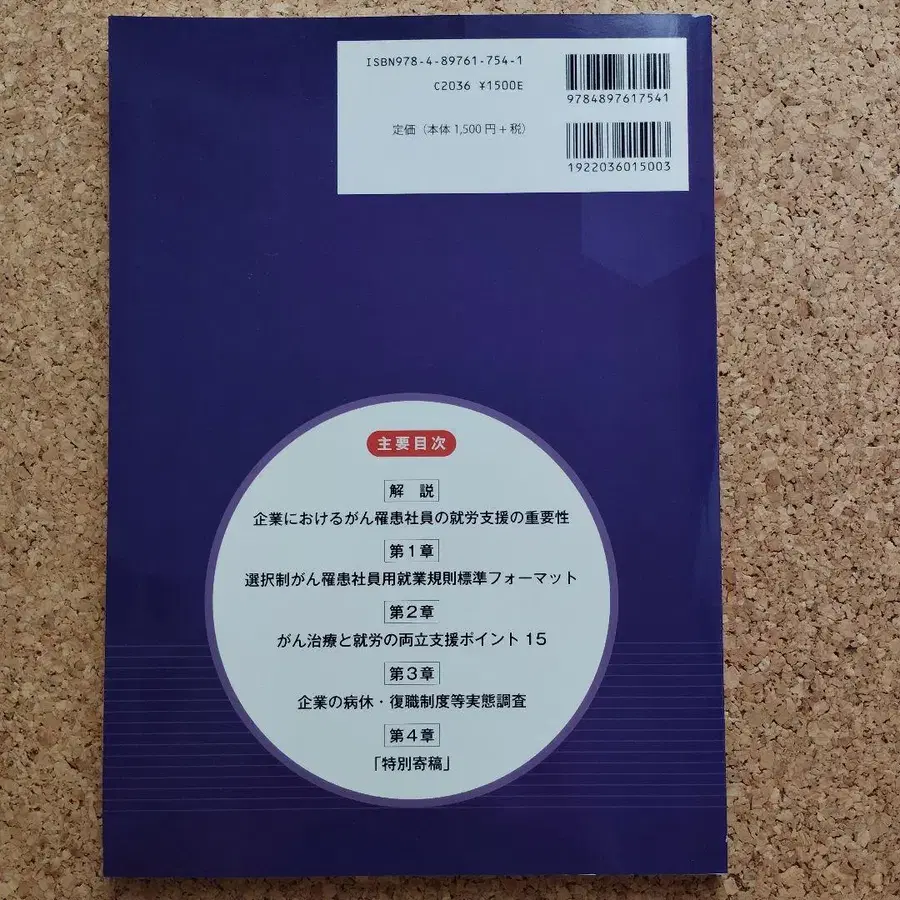 ISBN978-4-89761-754-1
C2036 ¥1500E
定価（本体1,500円+税）
9784897617541
1922036015003
主要目次
解　説
企業におけるがん罹患社員の就労支援の重要性
第１章
選択制がん罹患社員用就業規則標準フォーマット
第２章
がん治療と就労の両立支援ポイント 15
第３章
企業の病休・復職制度等実態調査
第４章
「特別寄稿」